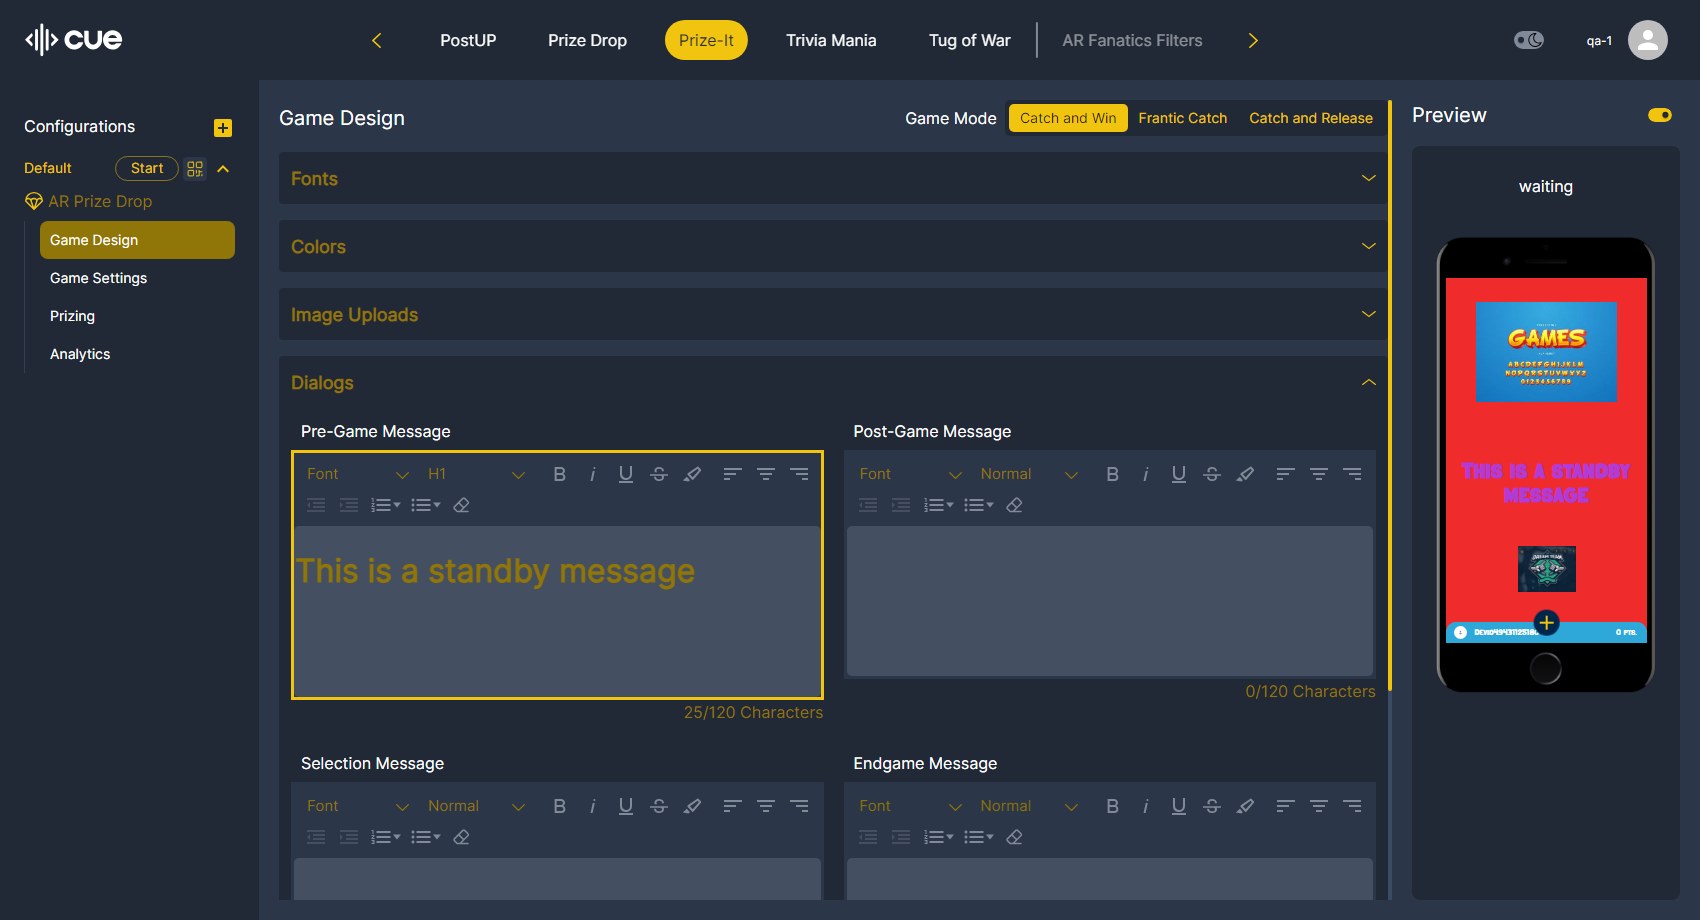 cue
PostUP
Prize Drop
Prize-It
Trivia Mania
Tug of War
AR Fanatics Filters
qa-1
Configurations
Default
Start
AR Prize Drop
Game Design
Game Settings
Prizing
Analytics
Game Design
Game Mode
Catch and Win
Frantic Catch
Catch and Release
Fonts
Colors
Image Uploads
Dialogs
Pre-Game Message
Font
H1
This is a standby message
25/120 Characters
Post-Game Message
Font
Normal
0/120 Characters
Selection Message
Font
Normal
Endgame Message
Font
Normal
Preview
waiting
GAMES
ABCDEFGHIJKLM
NOPQRSTUVWXYZ
0123456789
THIS IS A STANDBY
MESSAGE
0 PTS.